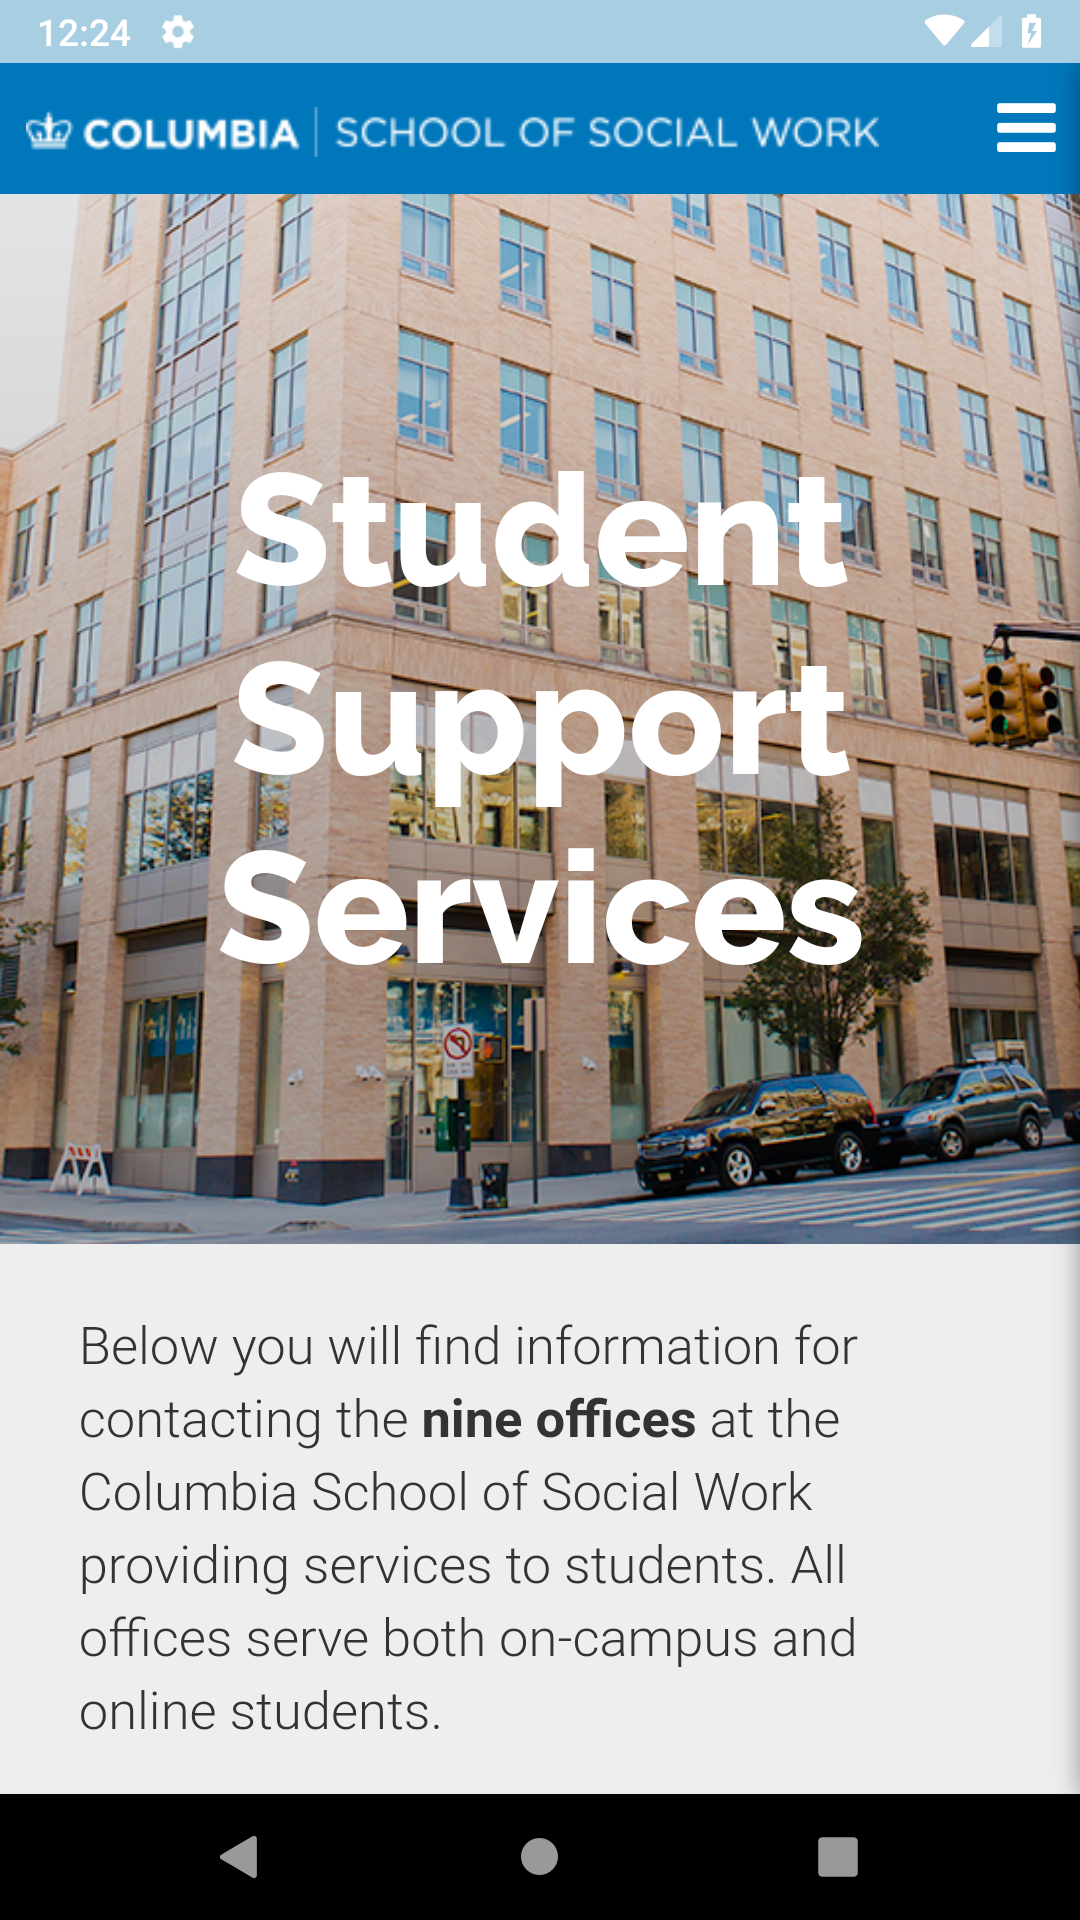 12:24
COLUMBIA | SCHOOL OF SOCIAL WORK
Student
Support
Services
Below you will find information for
contacting the nine offices at the
Columbia School of Social Work
providing services to students. All
offices serve both on-campus and
online students.